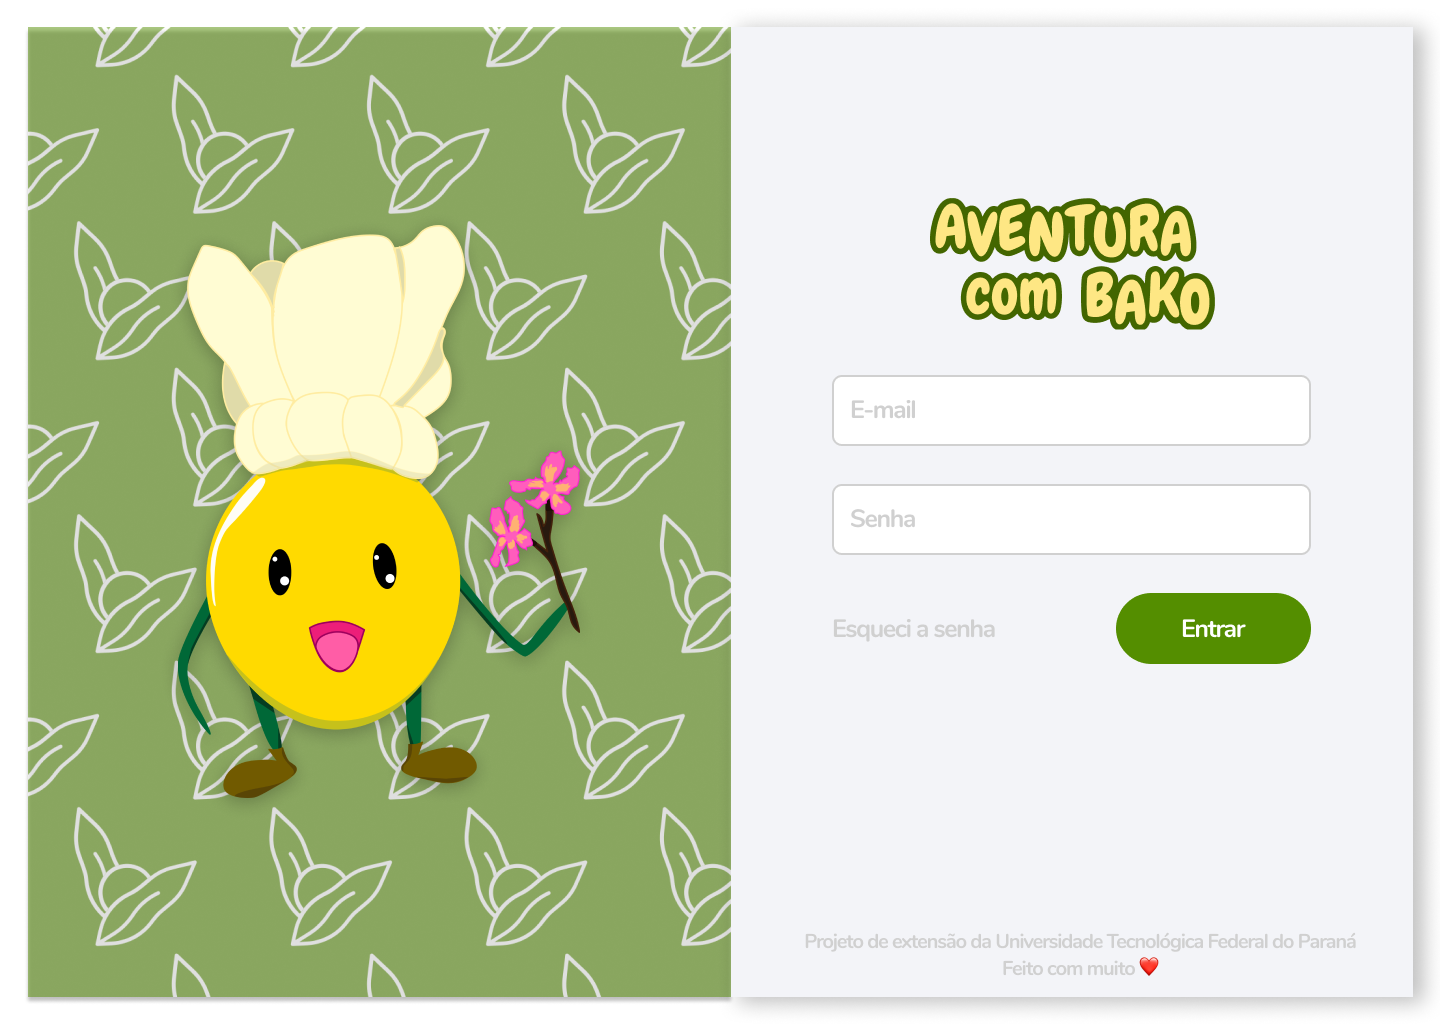 AVENTURA
com BAKO
E-mail
Senha
Esqueci a senha
Entrar
Projeto de extensão da Universidade Tecnológica Federal do Paraná
Feito com muito ❤️